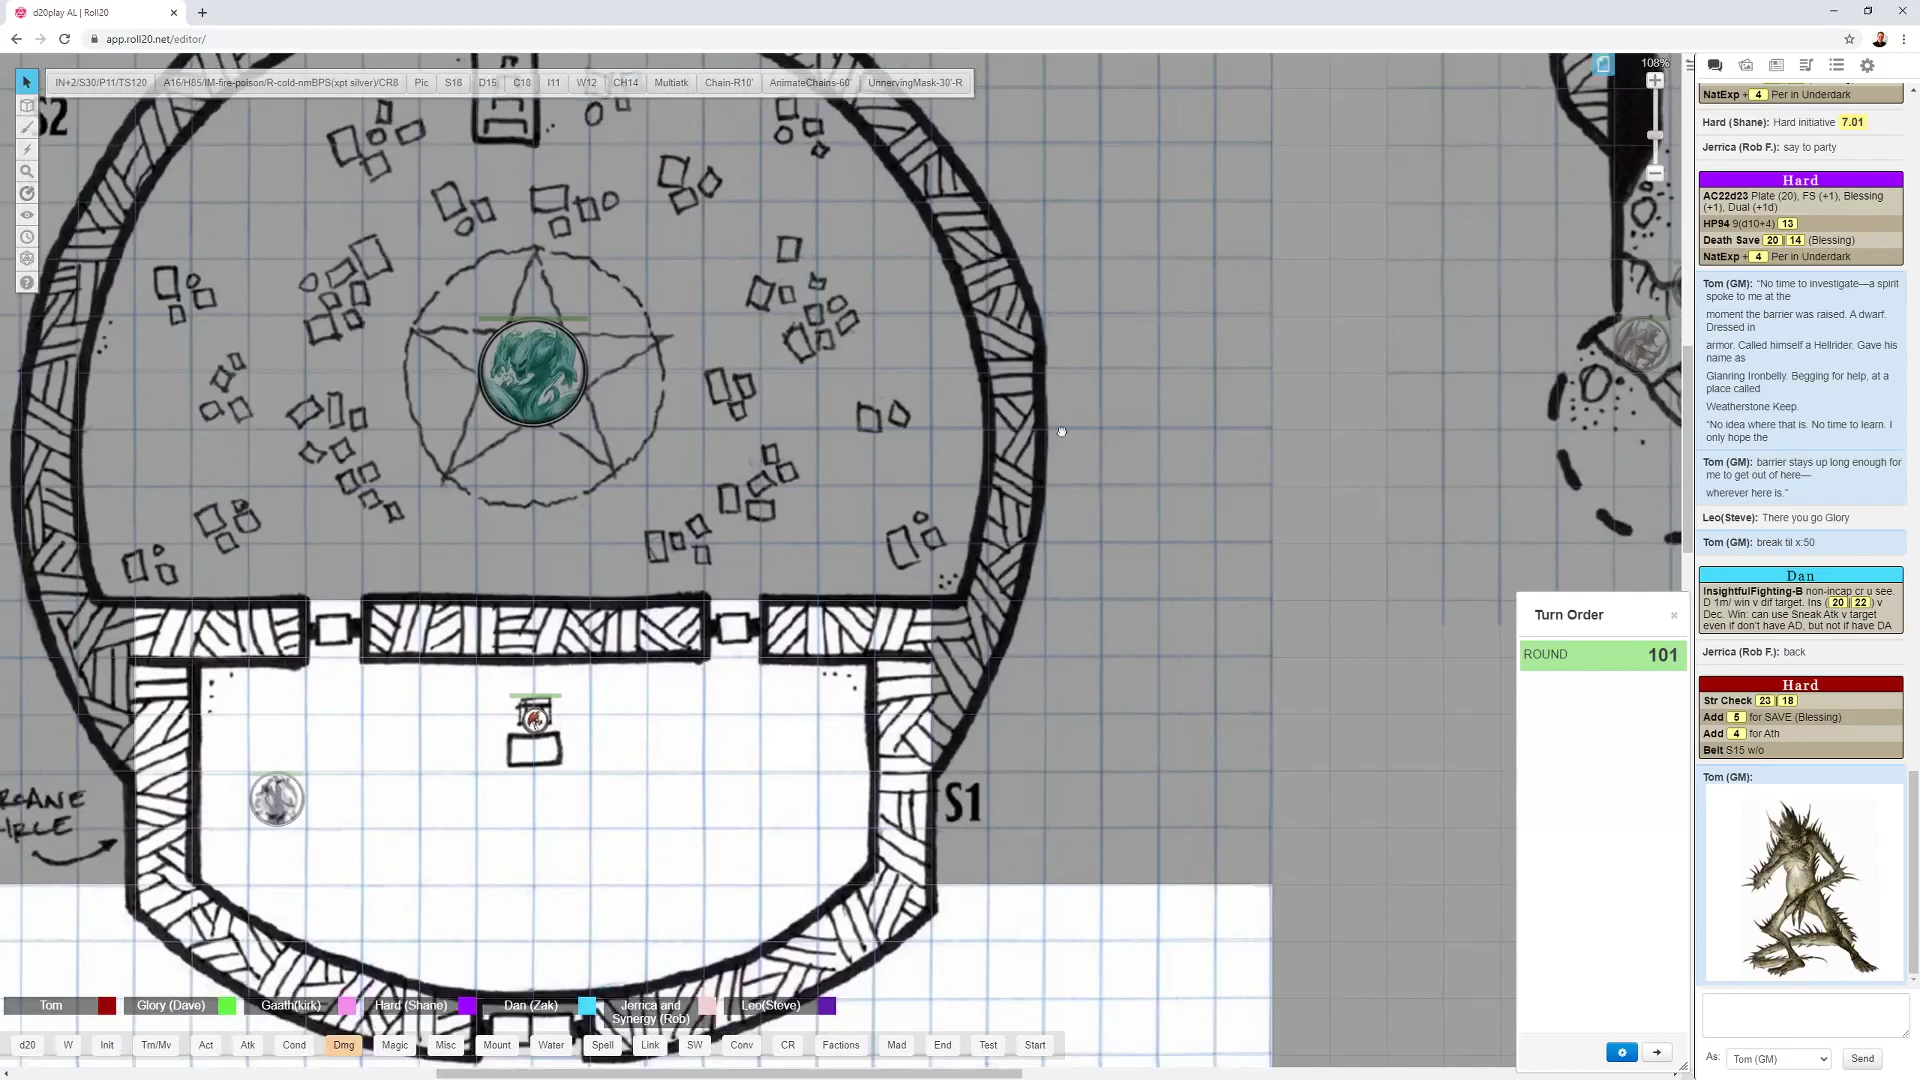 d20play AL | Roll20
app.roll20.net/editor/
IN+2/S30/P11/TS120 A16/H85/IM-fire-poison/R-cold-nmBPS(xpt silver)/CR8 Pic S18 D15 C18 I11 W12 CH14 Multiatk Chain-R10' AnimateChains-60' UnnervingMask-30'-R
108%
S2
S1
NatExp + 4 Per in Underdark
Hard (Shane): Hard initiative 7.01
Jerrica (Rob F.): say to party
Hard
AC22d23 Plate (20), FS (+1), Blessing
(+1), Dual (+1d)
HP94 9(d10+4) 13
Death Save 20 | 14 (Blessing)
NatExp + 4 Per in Underdark
Tom (GM): “No time to investigate—a spirit
spoke to me at the
moment the barrier was raised. A dwarf.
Dressed in
armor. Called himself a Hellrider. Gave his
name as
Glanring Ironbelly. Begging for help, at a
place called
Weatherstone Keep.
“No idea where that is. No time to learn. I
only hope the
Tom (GM): barrier stays up long enough for
me to get out of here—
wherever here is.”
Leo(Steve): There you go Glory
Tom (GM): break til x:50
Dan
InsightfulFighting-B non-incap cr u see.
D 1m/ win v dif target. Ins ( 20 | 22 ) v
Dec. Win: can use Sneak Atk v target
even if don't have AD, but not if have DA
Jerrica (Rob F.): back
Hard
Str Check 23 | 18
Add 5 for SAVE (Blessing)
Add 4 for Ath
Belt S15 w/o
Tom (GM):
Turn Order
ROUND 101
Tom Glory (Dave) Gaath(kirk) Hard (Shane) Dan (Zak) Jerrica and Leo(Steve)
Synergy (Rob)
d20 W Init Trn/Mv Act Atk Cond Dmg Magic Misc Mount Water Spell Link SW Conv CR Factions Mad End Test Start
As: Tom (GM) Send